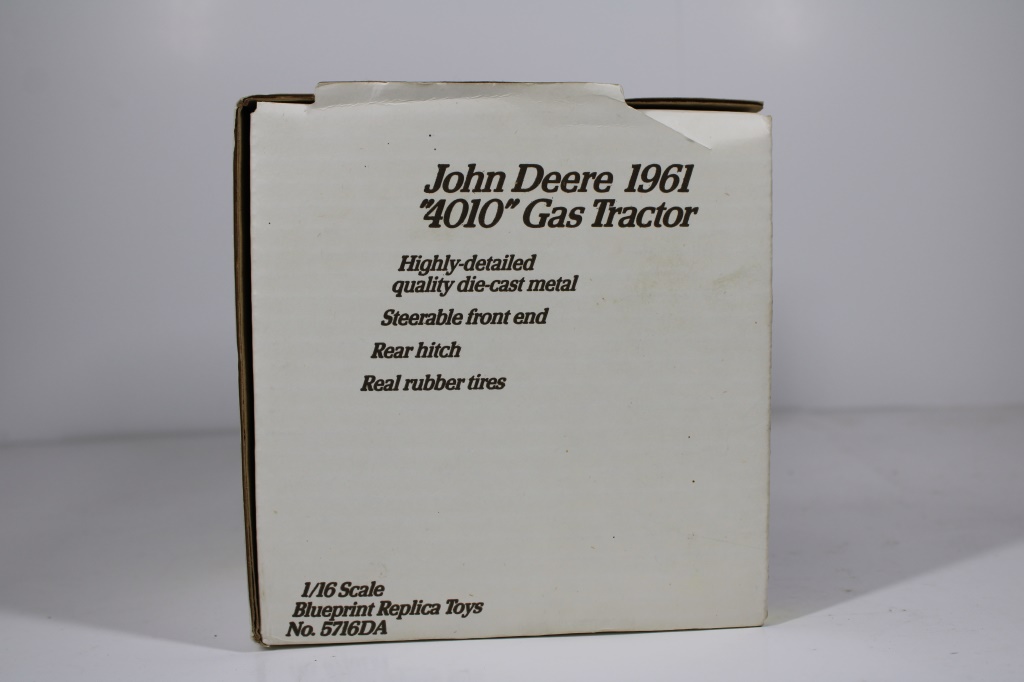 John Deere 1961
"4010" Gas Tractor
Highly-detailed
quality die-cast metal
Steerable front end
Rear hitch
Real rubber tires
1/16 Scale
Blueprint Replica Toys
No. 5716DA